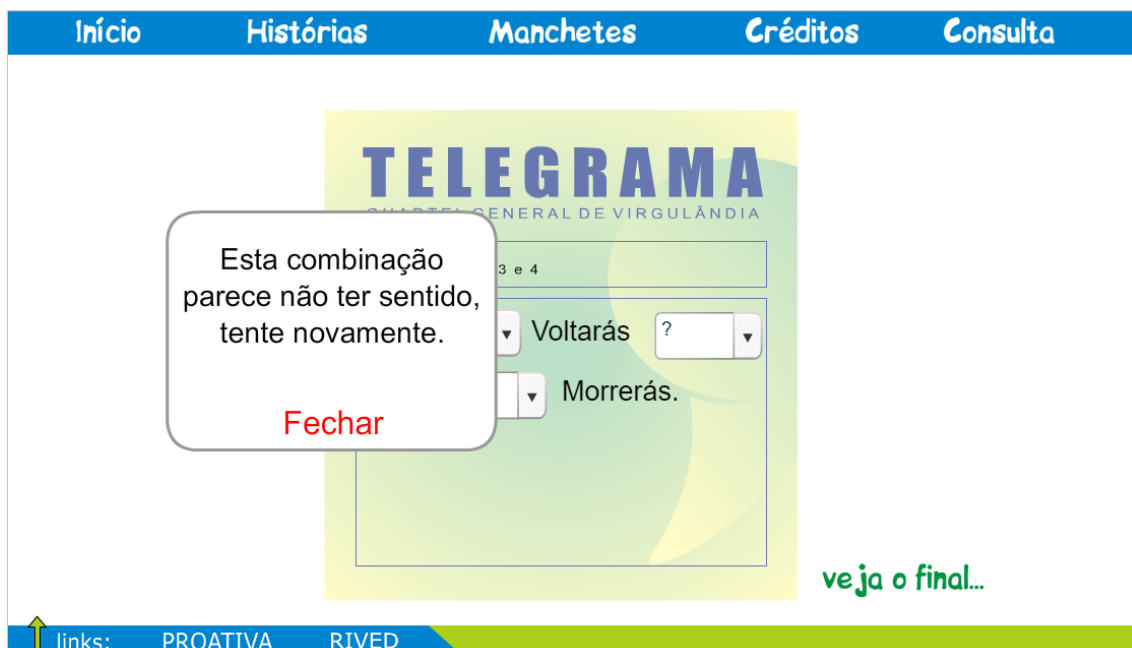 Início Histórias Manchetes Créditos Consulta
TELEGRAMA
GENERAL DE VIRGULÂNDIA
3 e 4
Esta combinação
parece não ter sentido,
tente novamente.
Fechar
Voltarás ?
Morrerás.
veja o final...
links: PROATIVA RIVED